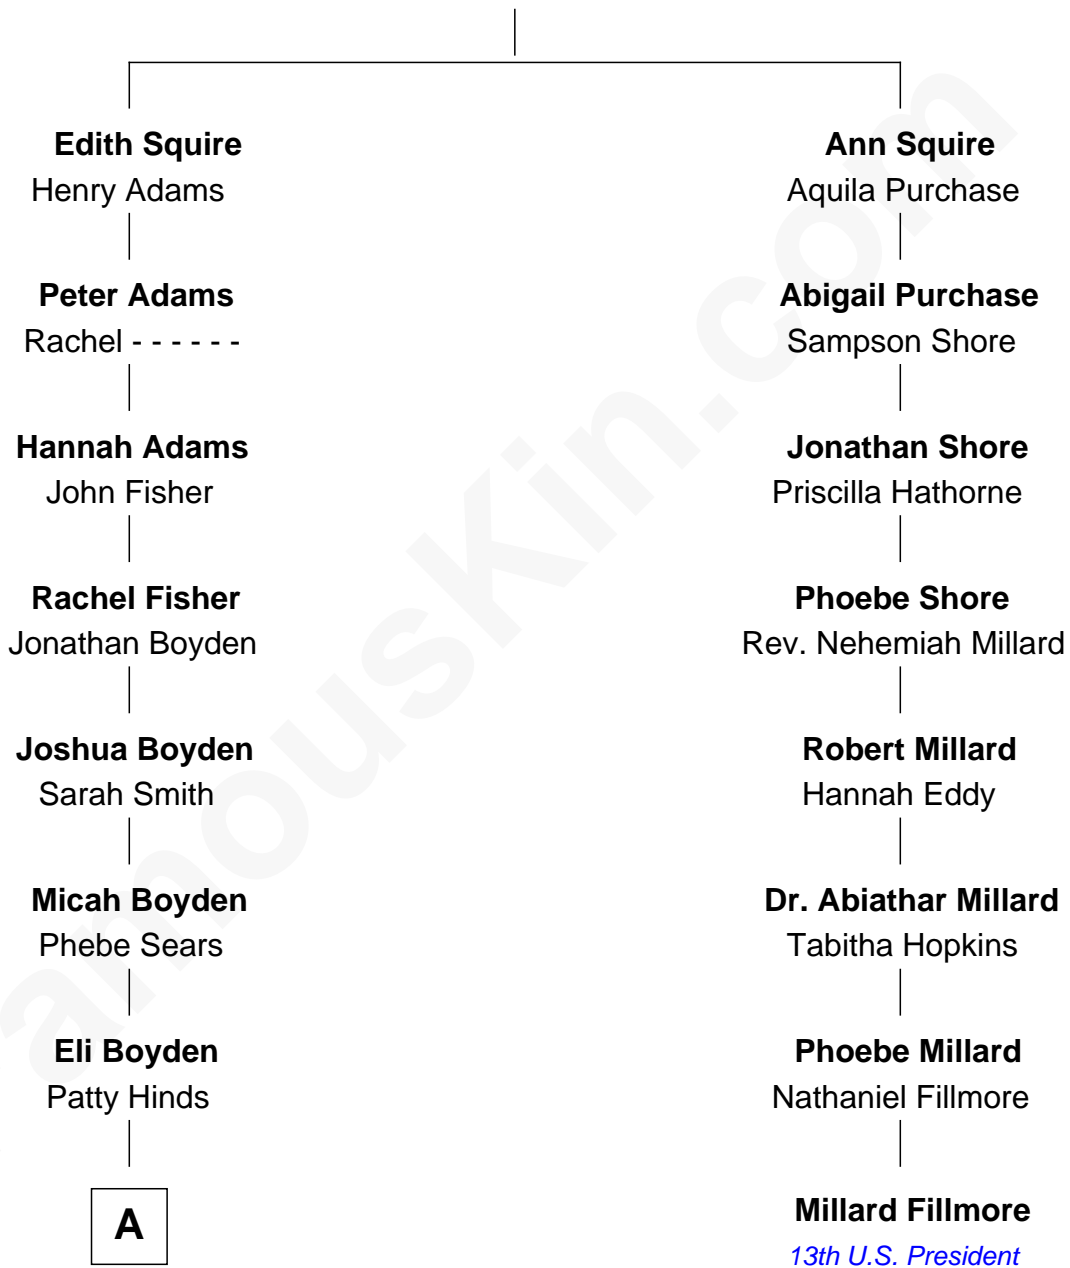 Edith Squire
Henry Adams
Ann Squire
Aquila Purchase
Peter Adams
Rachel - - - - - -
Abigail Purchase
Sampson Shore
Hannah Adams
John Fisher
Jonathan Shore
Priscilla Hathorne
Rachel Fisher
Jonathan Boyden
Phoebe Shore
Rev. Nehemiah Millard
Joshua Boyden
Sarah Smith
Robert Millard
Hannah Eddy
Micah Boyden
Phebe Sears
Dr. Abiathar Millard
Tabitha Hopkins
Eli Boyden
Patty Hinds
Phoebe Millard
Nathaniel Fillmore
A
Millard Fillmore
13th U.S. President
amousKin.com